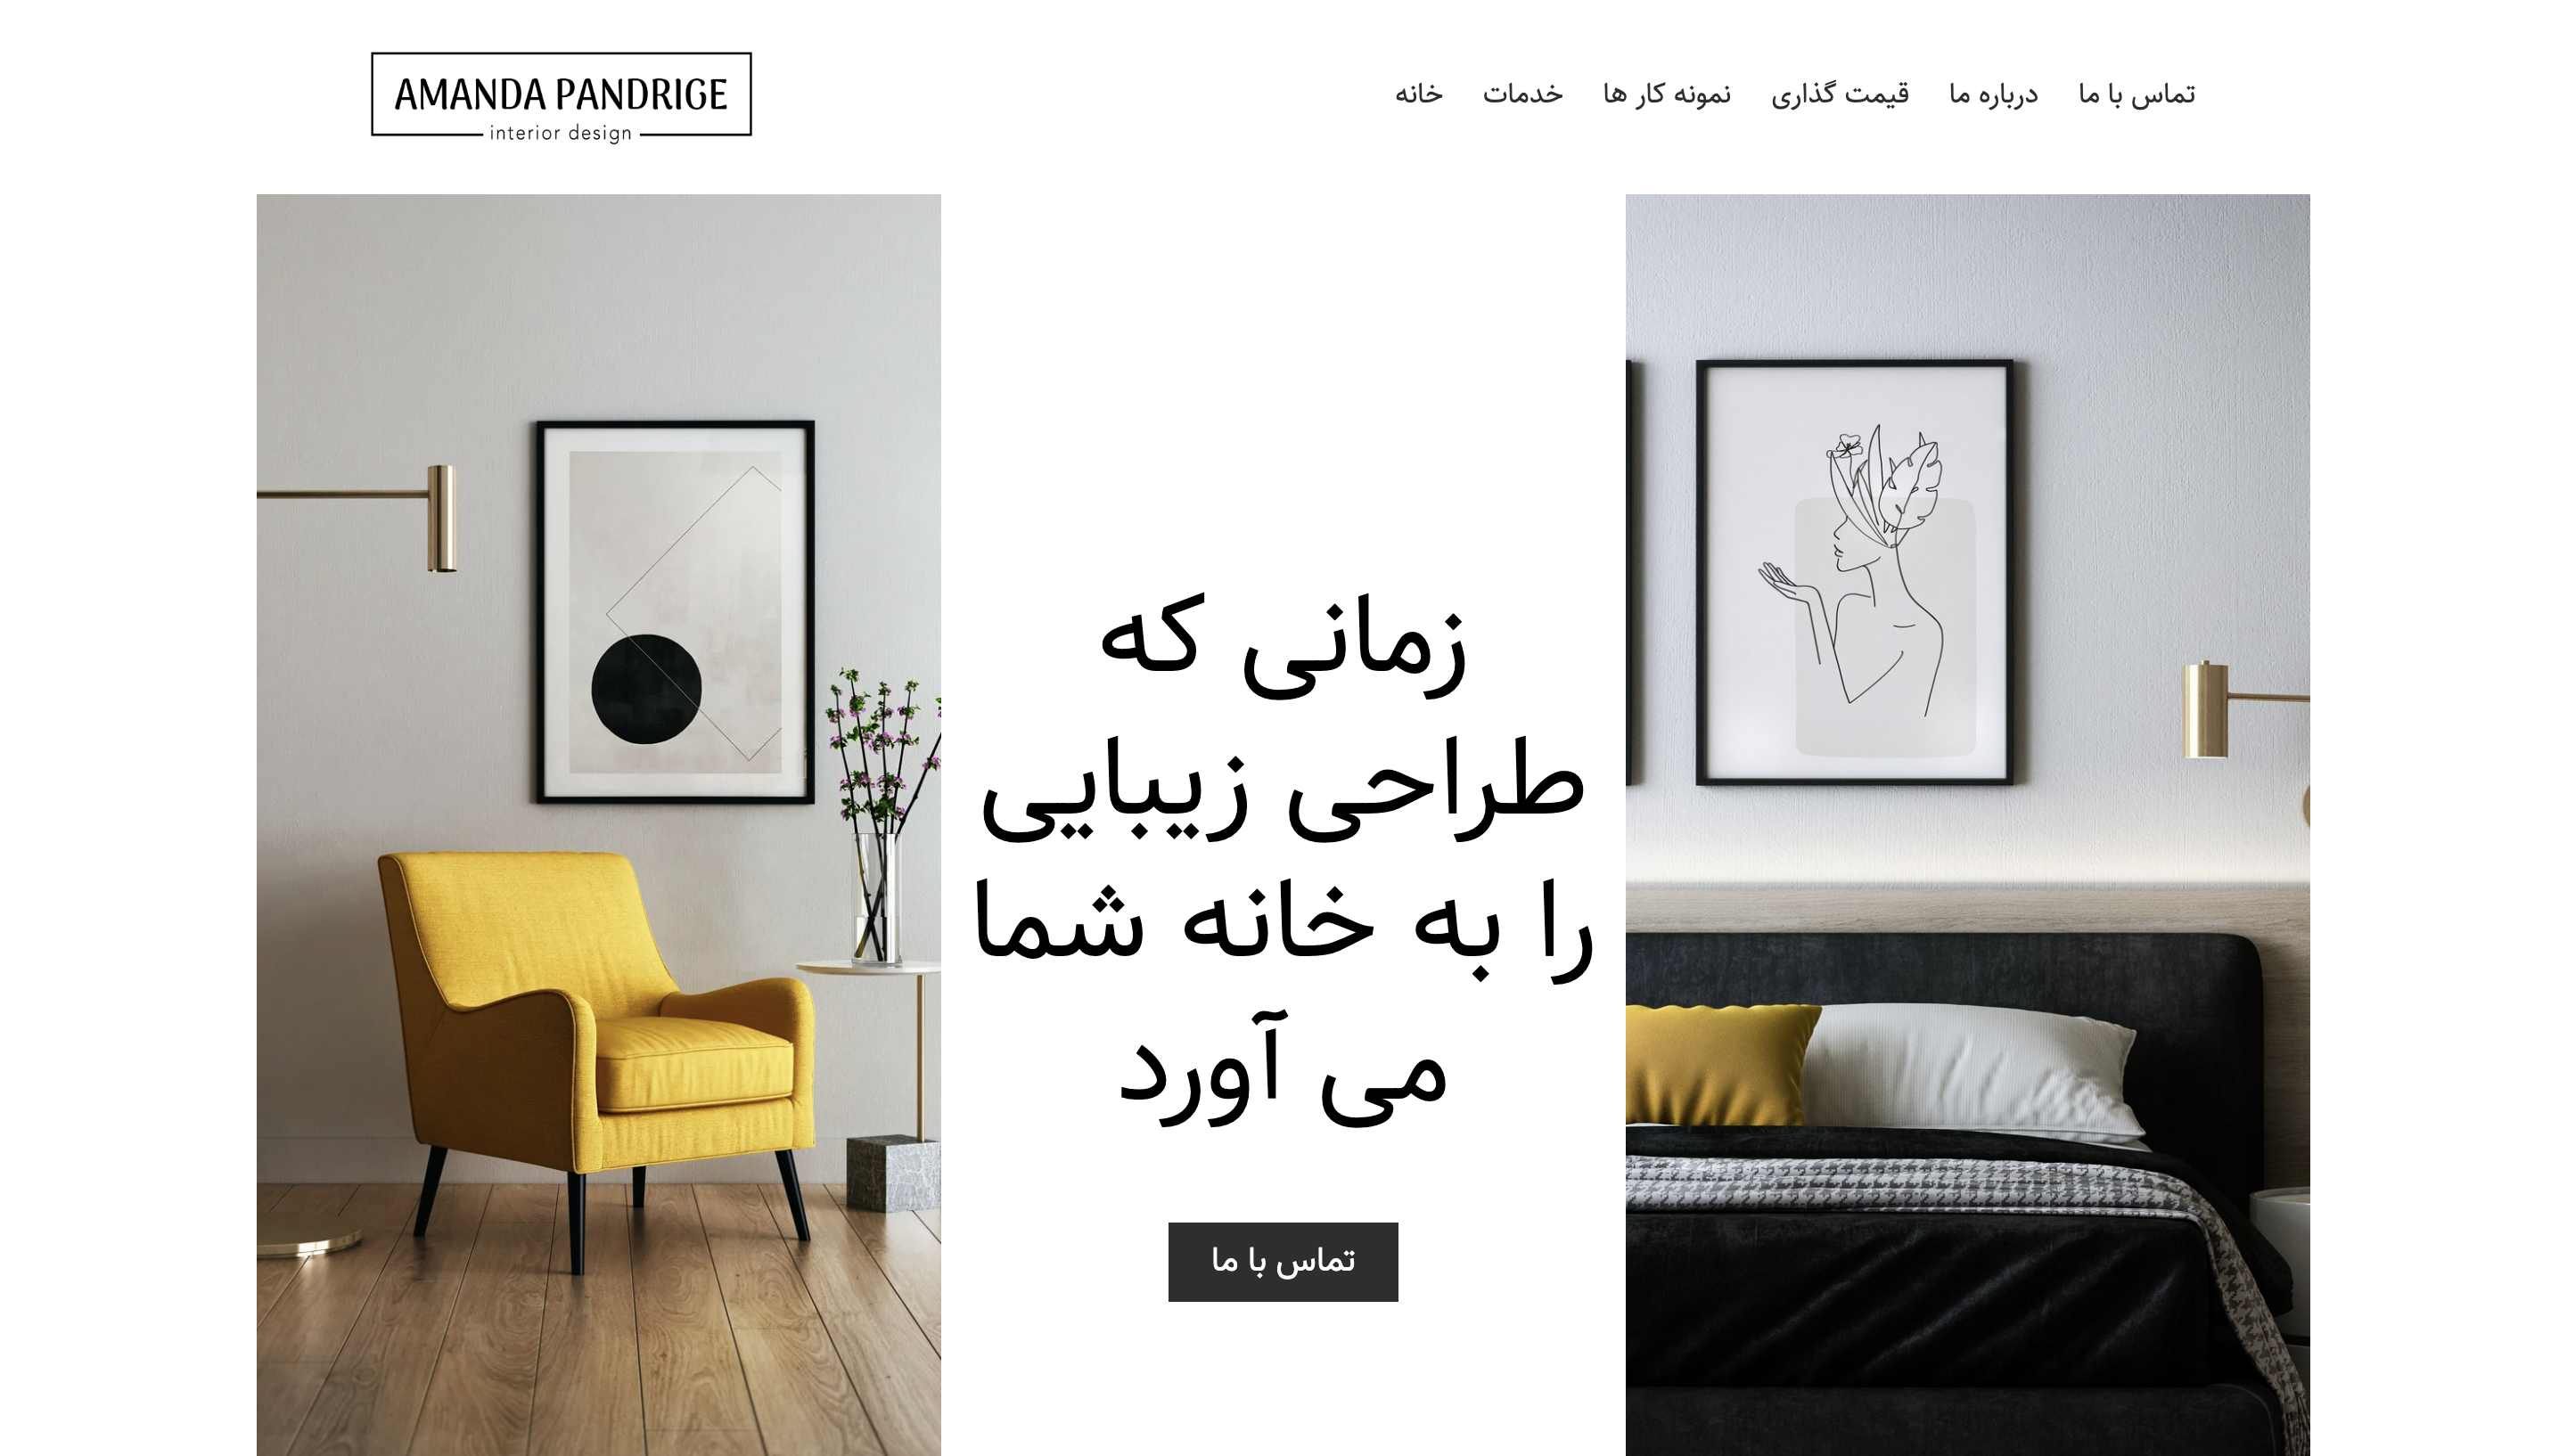 AMANDA PANDRIGE
interior design
خانه خدمات نمونه کار ها قیمت گذاری درباره ما تماس با ما
زمانی که
طراحی زیبایی
را به خانه شما
می آورد
تماس با ما